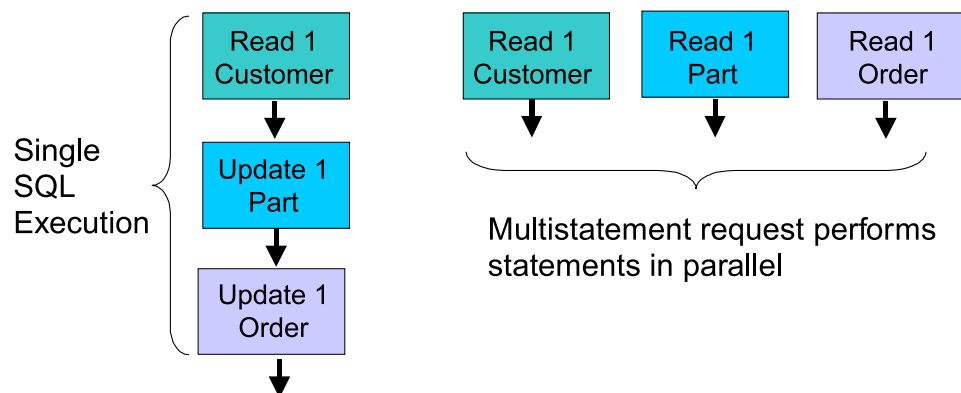 Single
SQL
Execution
Read 1
Customer
Update 1
Part
Update 1
Order
Read 1
Customer
Read 1
Part
Read 1
Order
Multistatement request performs
statements in parallel